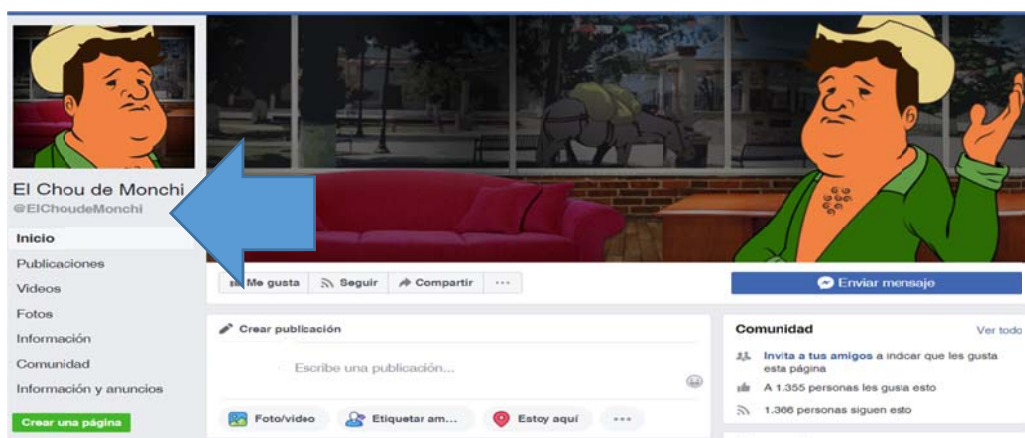 El Chou de Monchi
@ElChoudeMonchi
Inicio
Publicaciones
Videos
Fotos
Información
Comunidad
Información y anuncios
Crear una página
Me gusta
Seguir
Compartir
...
Enviar mensaje
Crear publicación
Escribe una publicación...
Foto/video
Etiquetar am...
Estoy aquí
...
Comunidad
Ver todo
Invita a tus amigos a indicar que les gusta
esta página
A 1.355 personas les gusta esto
1.366 personas siguen esto